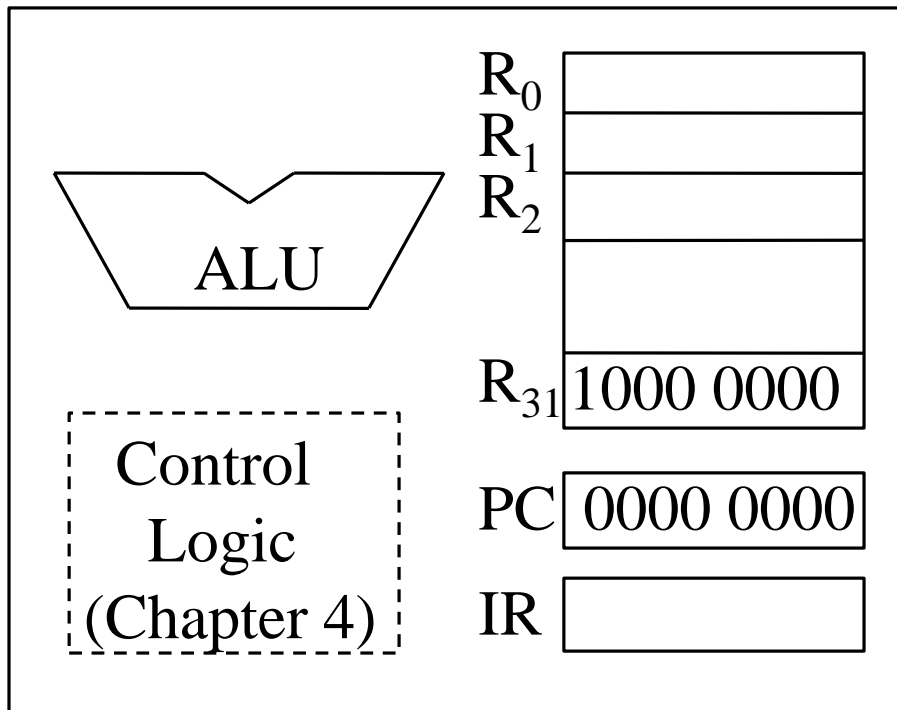 ALU
Control
Logic
(Chapter 4)
R0
R1
R2
R31 1000 0000
PC 0000 0000
IR